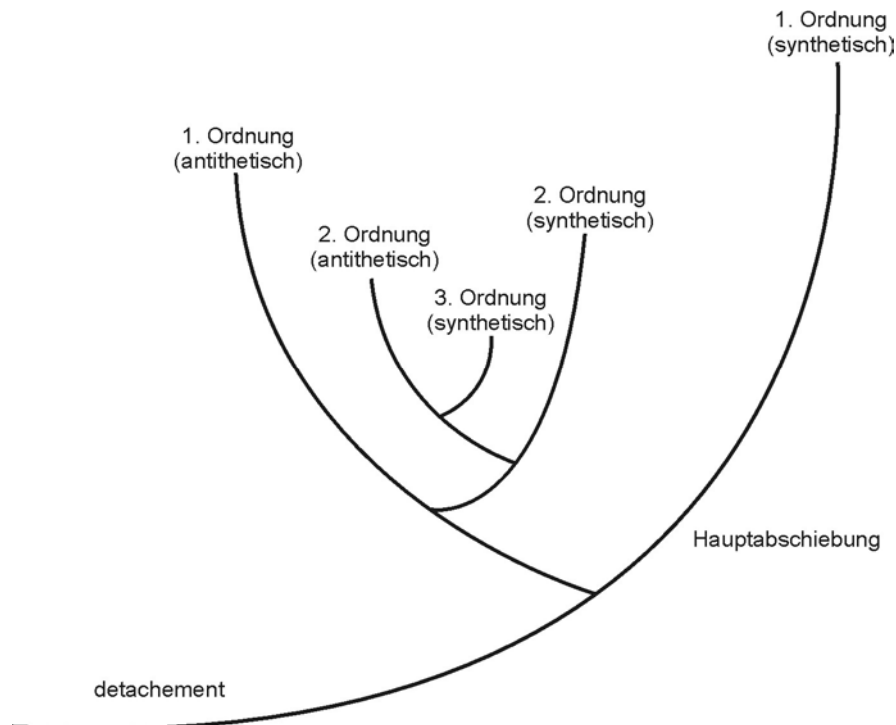 1. Ordnung
(synthetisch)
1. Ordnung
(antithetisch)
2. Ordnung
(synthetisch)
2. Ordnung
(antithetisch)
3. Ordnung
(synthetisch)
Hauptabschiebung
detachement